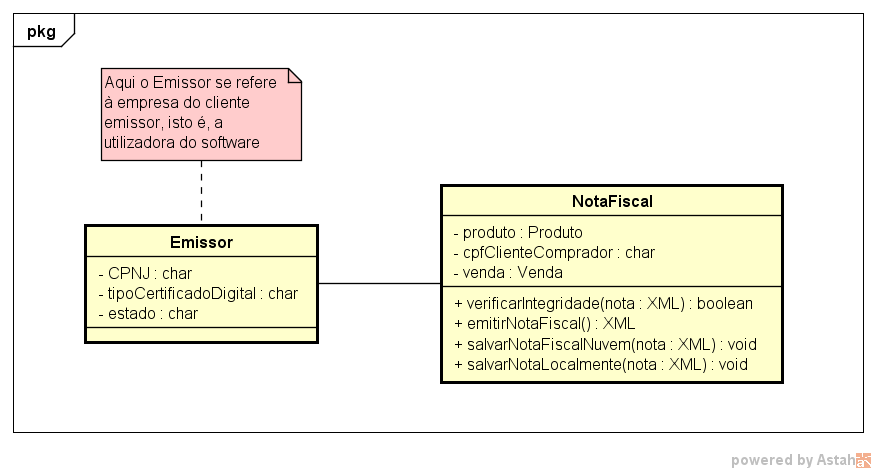 pkg
Aqui o Emissor se refere
à empresa do cliente
emissor, isto é, a
utilizadora do software
Emissor
- CPNJ : char
- tipoCertificadoDigital : char
- estado : char
NotaFiscal
- produto : Produto
- cpfClienteComprador : char
- venda : Venda
+ verificarIntegridade(nota : XML) : boolean
+ emitirNotaFiscal() : XML
+ salvarNotaFiscalNuvem(nota : XML) : void
+ salvarNotaLocalmente(nota : XML) : void
powered by Astah